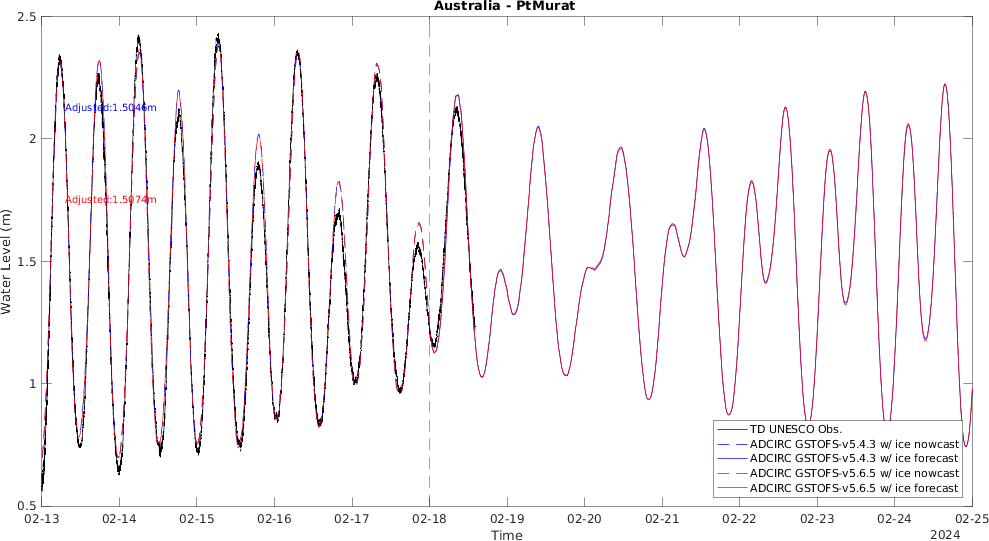 Australia - PtMurat
Water Level (m)
2.5
2
1.5
1
0.5
Adjusted:1.5046m
Adjusted:1.5074m
TD UNESCO Obs.
ADCIRC GSTOFS-v5.4.3 w/ ice nowcast
ADCIRC GSTOFS-v5.4.3 w/ ice forecast
ADCIRC GSTOFS-v5.6.5 w/ ice nowcast
ADCIRC GSTOFS-v5.6.5 w/ ice forecast
02-13 02-14 02-15 02-16 02-17 02-18 02-19 02-20 02-21 02-22 02-23 02-24 02-25
Time
2024